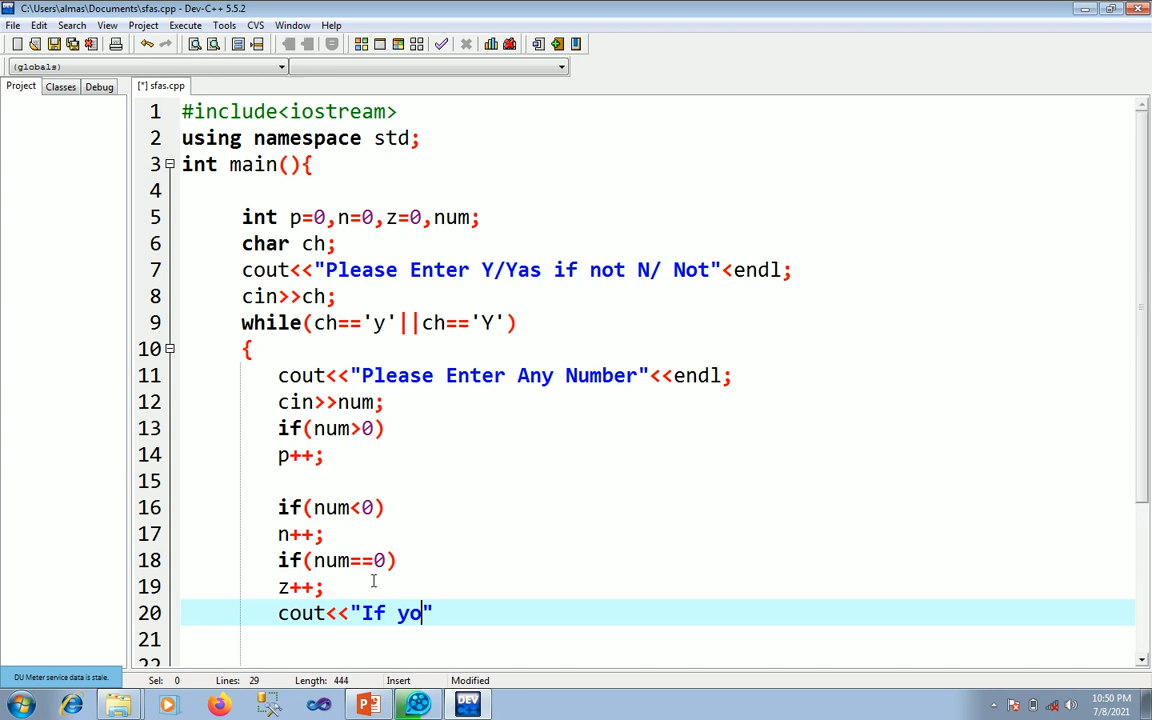 C:\Users\almas\Documents\sfas.cpp - Dev-C++ 5.5.2
File Edit Search View Project Execute Tools CVS Window Help
(globals)
Project Classes Debug [*] sfas.cpp
1 #include<iostream>
2 using namespace std;
3 int main(){
4
5 int p=0,n=0,z=0,num;
6 char ch;
7 cout<<"Please Enter Y/Yas if not N/ Not"<endl;
8 cin>>ch;
9 while(ch=='y'||ch=='Y')
10 {
11 cout<<"Please Enter Any Number"<<endl;
12 cin>>num;
13 if(num>0)
14 p++;
15
16 if(num<0)
17 n++;
18 if(num==0)
19 z++;
20 cout<<"If yo"
21
22
DU Meter service data is stale.
Sel: 0 Lines: 29 Length: 444 Insert Modified
DEV
10:50 PM
7/8/2021